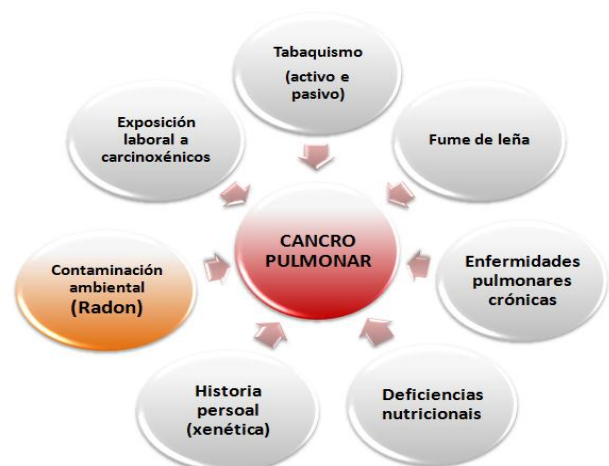 Tabaquismo
(activo e
pasivo)
Fume de leña
Enfermidades
pulmonares
crónicas
Deficiencias
nutricionais
Historia
persoal
(xenética)
Contaminación
ambiental
(Radon)
Exposición
laboral a
carcinoxénicos
CANCRO
PULMONAR